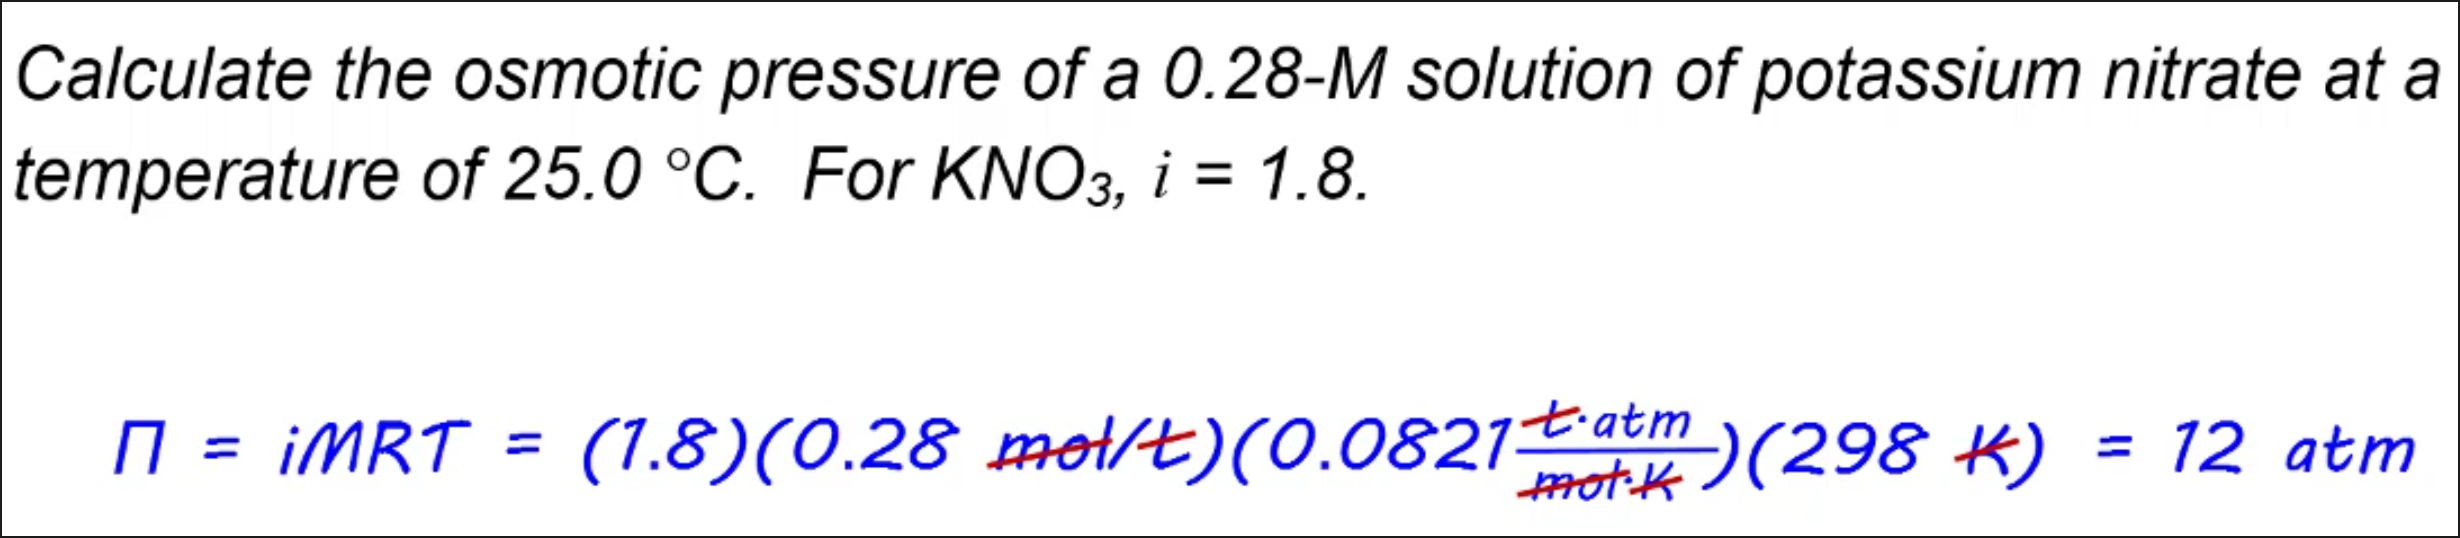 Calculate the osmotic pressure of a 0.28-M solution of potassium nitrate at a
temperature of 25.0 °C. For KNO₃, i = 1.8.
Π = iMRT = (1.8)(0.28 mol/L)(0.0821 L·atm/mol·K)(298 K) = 12 atm